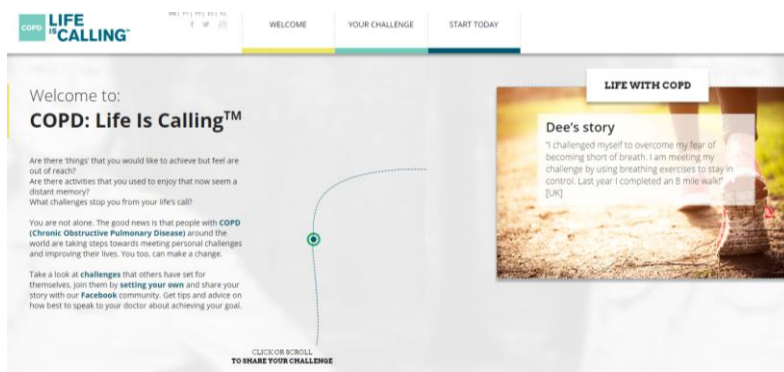 COPD LIFE
IS CALLING™
WELCOME
YOUR CHALLENGE
START TODAY
Welcome to:
COPD: Life Is Calling™
Are there 'things' that you would like to achieve but feel are
out of reach?
Are there activities that you used to enjoy that now seem a
distant memory?
What challenges stop you from your life's call?
You are not alone. The good news is that people with COPD
(Chronic Obstructive Pulmonary Disease) around the
world are taking steps towards meeting personal challenges
and improving their lives. You too, can make a change.
Take a look at challenges that others have set for
themselves, join them by setting your own and share your
story with our Facebook community. Get tips and advice on
how best to speak to your doctor about achieving your goal.
CLICK OR SCROLL
TO SHARE YOUR CHALLENGE
LIFE WITH COPD
Dee's story
"I challenged myself to overcome my fear of
becoming short of breath. I am meeting my
challenge by using breathing exercises to stay in
control. Last year I completed an 8 mile walk!"
[UK]